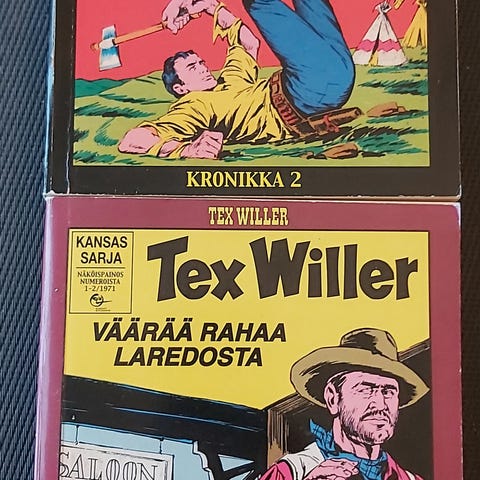 KRONIKKA 2
TEX WILLER
KANSAS
SARJA
NÄKÖISPAINOS
NUMEROISTA
1-2/1971
Tex Willer
VÄÄRÄÄ RAHAA
LAREDOSTA
SALOON